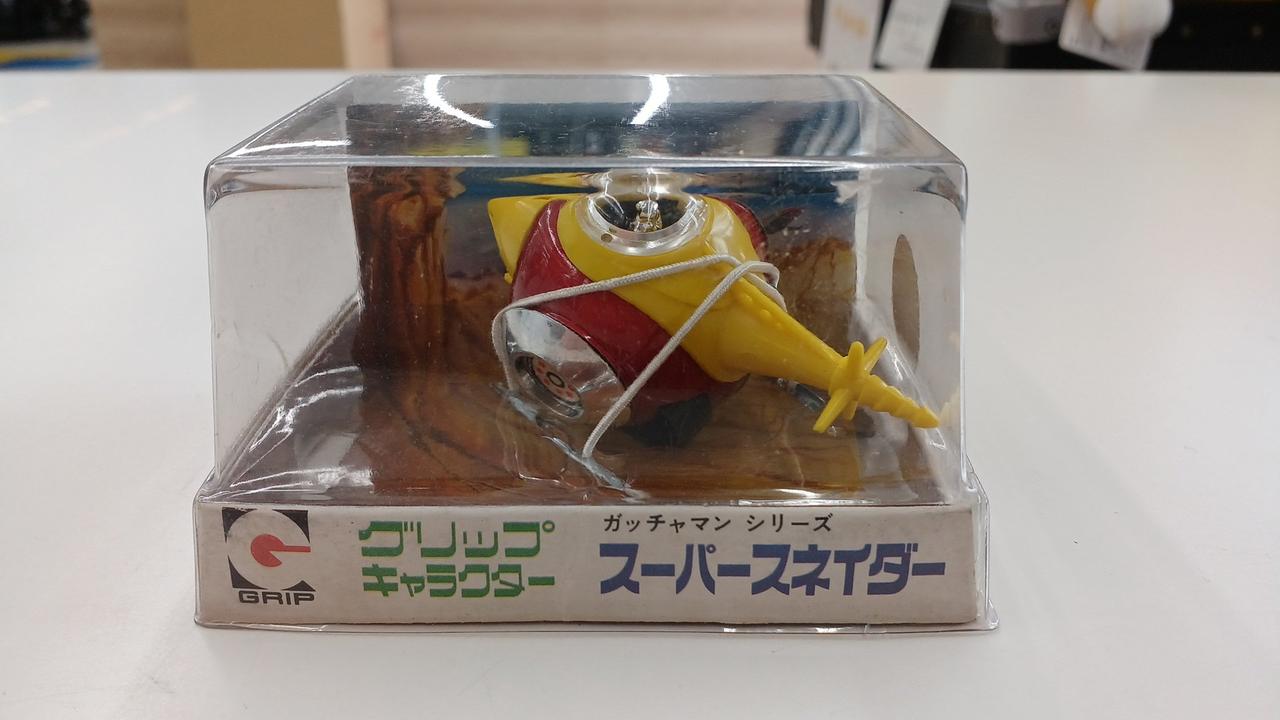 GRIP
グリップ
キャラクター
ガッチャマン シリーズ
スーパースネイダー